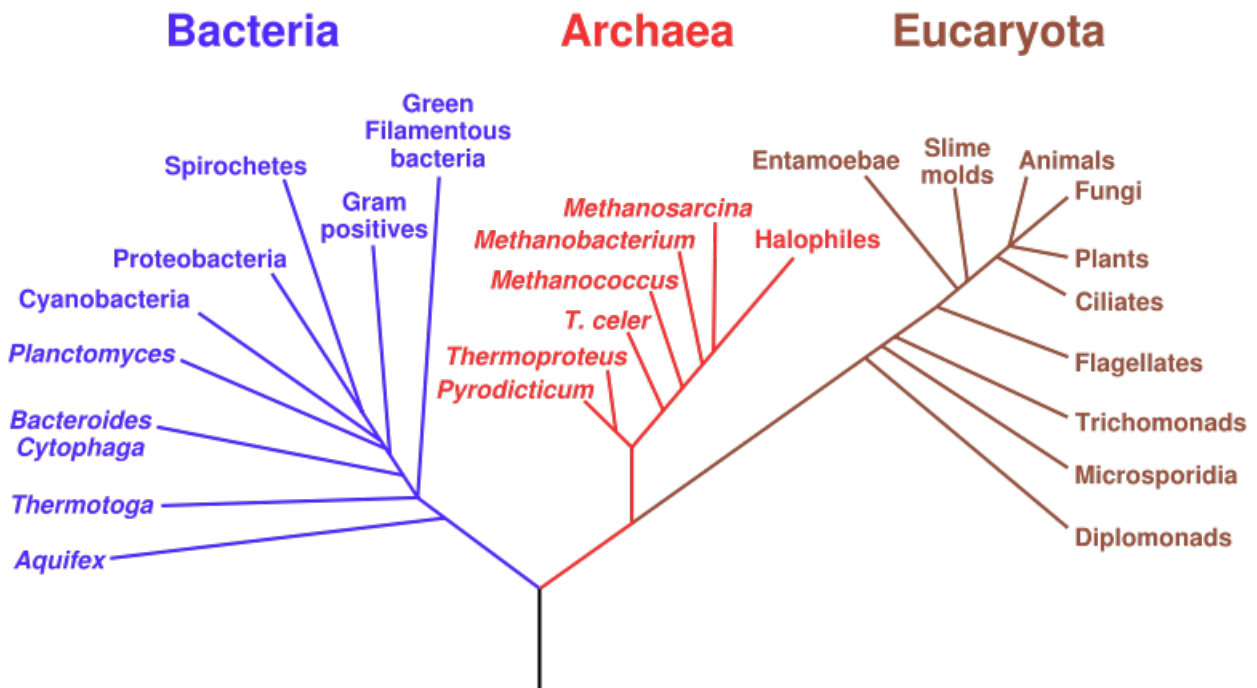 Bacteria
Archaea
Eucaryota
Green
Filamentous
bacteria
Spirochetes
Gram
positives
Proteobacteria
Cyanobacteria
Planctomyces
Bacteroides
Cytophaga
Thermotoga
Aquifex
Methanosarcina
Methanobacterium
Halophiles
Methanococcus
T. celer
Thermoproteus
Pyrodicticum
Entamoebae
Slime
molds
Animals
Fungi
Plants
Ciliates
Flagellates
Trichomonads
Microsporidia
Diplomonads